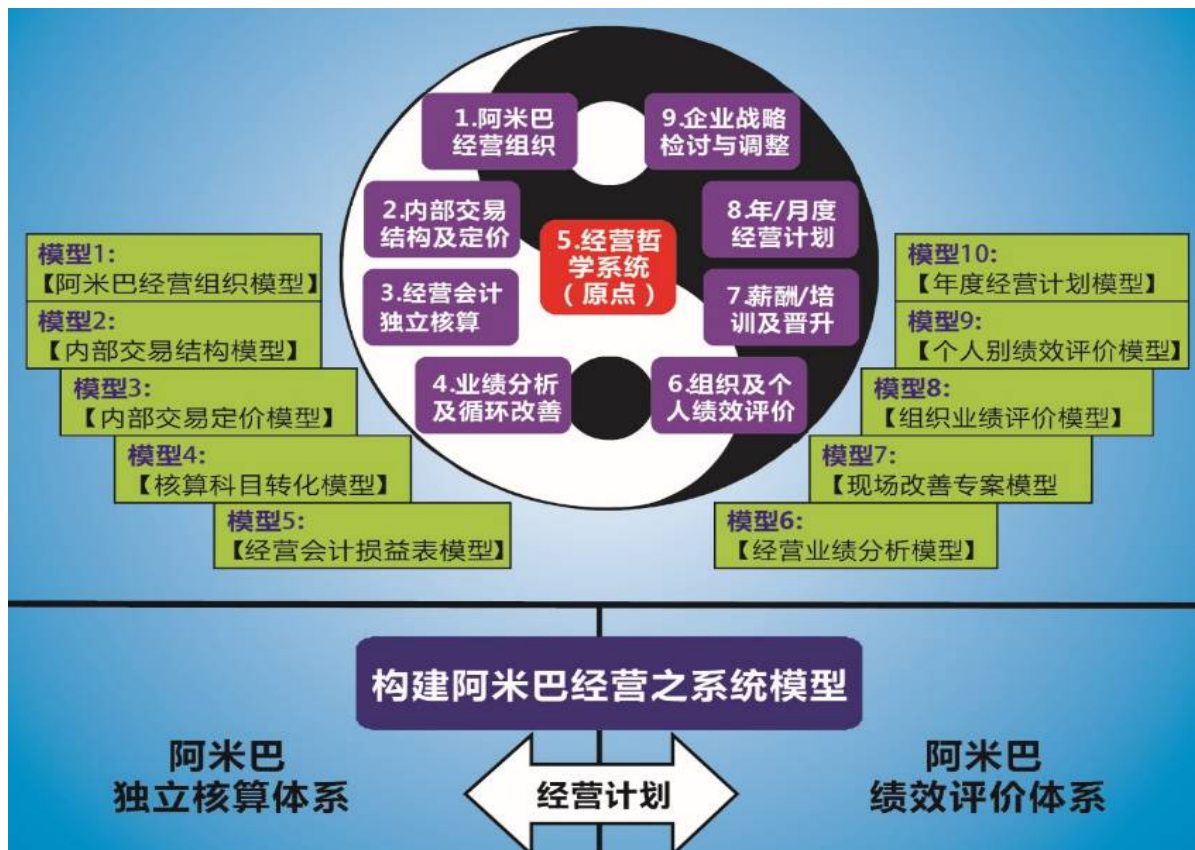 1.阿米巴
经营组织
9.企业战略
检讨与调整
2.内部交易
结构及定价
8.年/月度
经营计划
5.经营哲
学系统
（原点）
3.经营会计
独立核算
7.薪酬/培
训及晋升
4.业绩分析
及循环改善
6.组织及个
人绩效评价
模型1:
【阿米巴经营组织模型】
模型2:
【内部交易结构模型】
模型3:
【内部交易定价模型】
模型4:
【核算科目转化模型】
模型5:
【经营会计损益表模型】
模型10:
【年度经营计划模型】
模型9:
【个人别绩效评价模型】
模型8:
【组织业绩评价模型】
模型7:
【现场改善专案模型
模型6:
【经营业绩分析模型】
构建阿米巴经营之系统模型
阿米巴
独立核算体系
经营计划
阿米巴
绩效评价体系